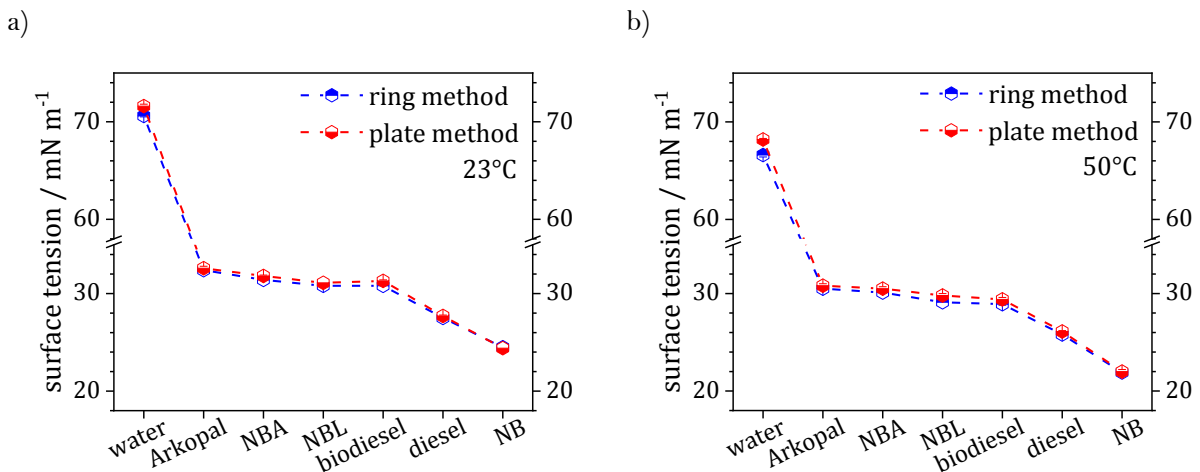 a)
surface tension / mN m⁻¹
70
60
30
20
ring method
plate method
23°C
70
60
30
20
water
Arkopal
NBA
NBL
biodiesel
diesel
NB
b)
surface tension / mN m⁻¹
70
60
30
20
ring method
plate method
50°C
70
60
30
20
water
Arkopal
NBA
NBL
biodiesel
diesel
NB